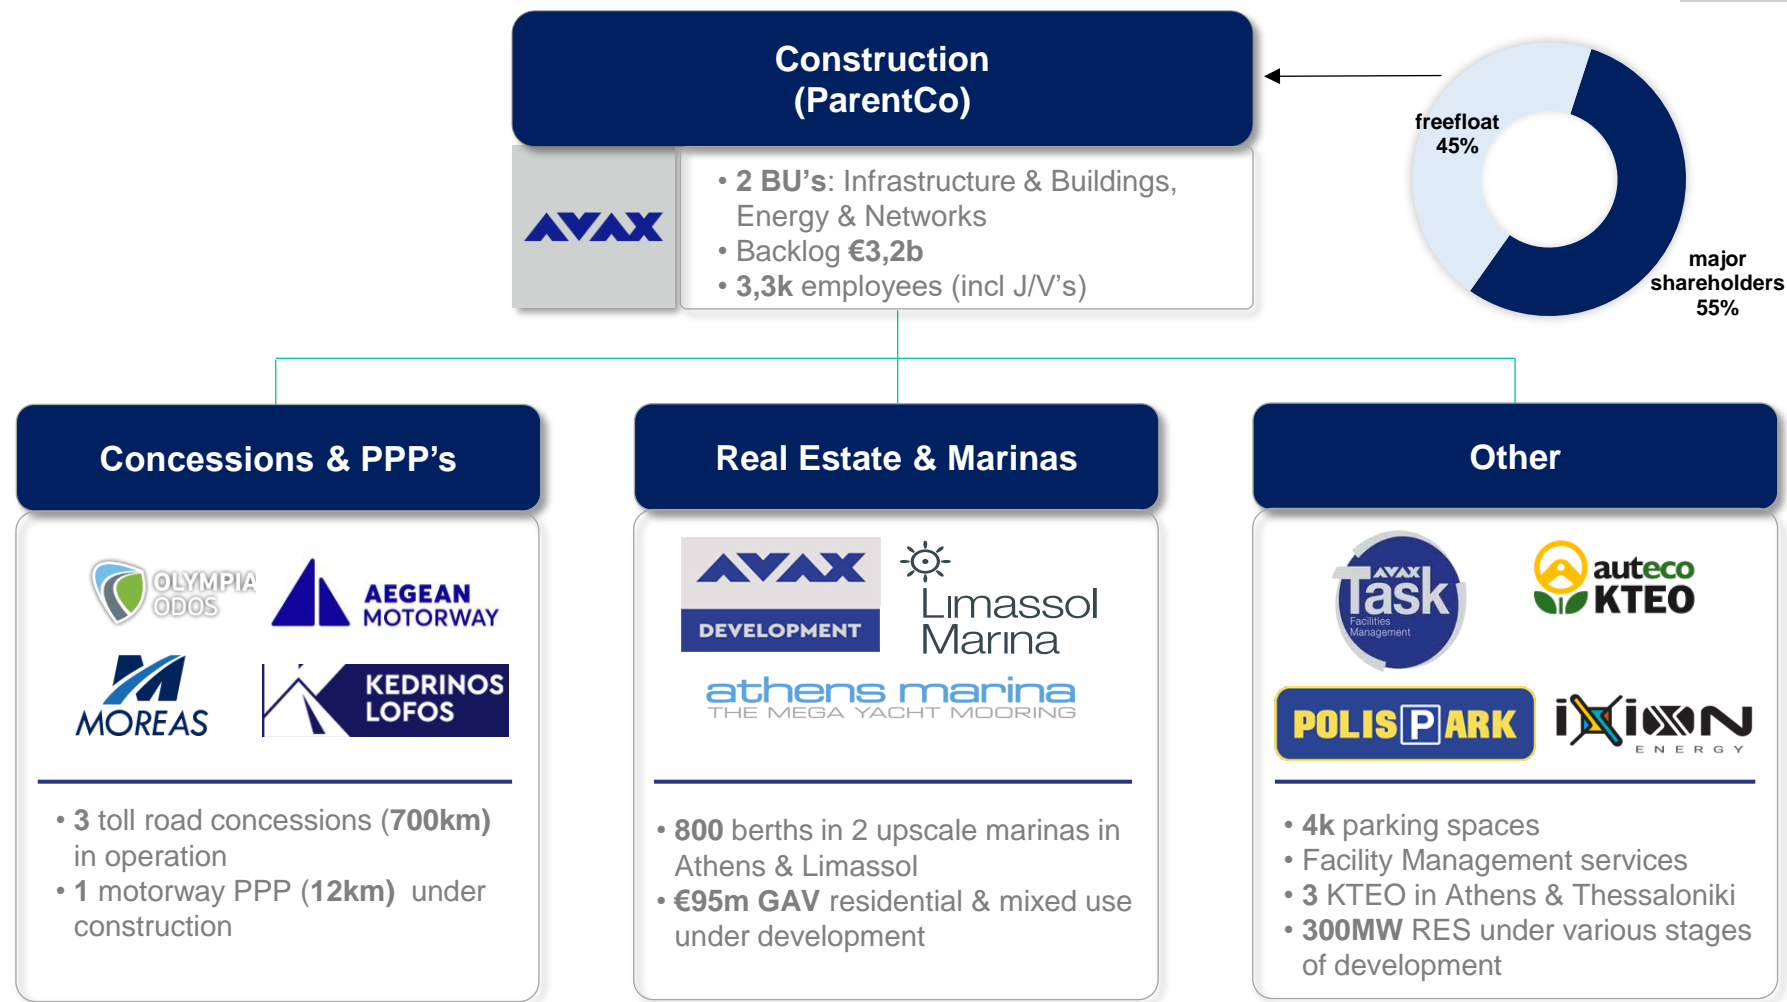 Construction
(ParentCo)
freefloat
45%
major
shareholders
55%
AVAX
• 2 BU’s: Infrastructure & Buildings,
Energy & Networks
• Backlog €3,2b
• 3,3k employees (incl J/V’s)
Concessions & PPP’s
OLYMPIA
ODOS
AEGEAN
MOTORWAY
MOREAS
KEDRINOS
LOFOS
• 3 toll road concessions (700km)
in operation
• 1 motorway PPP (12km) under
construction
Real Estate & Marinas
AVAX
DEVELOPMENT
Limassol
Marina
athens marina
THE MEGA YACHT MOORING
• 800 berths in 2 upscale marinas in
Athens & Limassol
• €95m GAV residential & mixed use
under development
Other
AVAX
Task
Facilities
Management
auteco
KTEO
POLIS PARK
iXiON
ENERGY
• 4k parking spaces
• Facility Management services
• 3 KTEO in Athens & Thessaloniki
• 300MW RES under various stages
of development